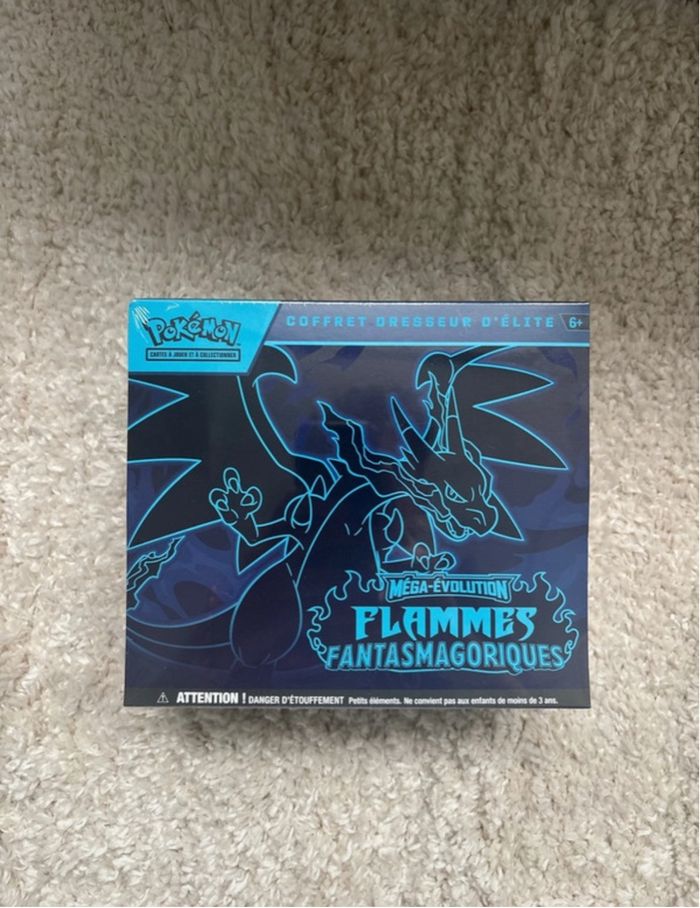 POKÉMON
CARTES À JOUER ET À COLLECTIONNER
COFFRET DRESSEUR D'ÉLITE 6+
MÉGA-ÉVOLUTION
FLAMMES
FANTASMAGORIQUES
⚠ ATTENTION ! DANGER D'ÉTOUFFEMENT Petits éléments. Ne convient pas aux enfants de moins de 3 ans.